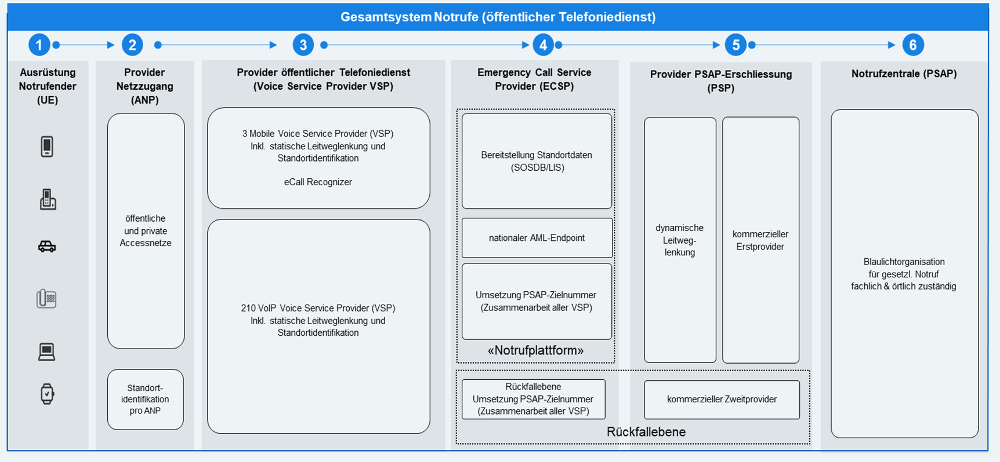 Gesamtsystem Notrufe (öffentlicher Telefoniedienst)
1
2
3
4
5
6
Ausrüstung
Notrufender
(UE)
Provider
Netzzugang
(ANP)
öffentliche
und private
Accessnetze
Standort-
identifikation
pro ANP
Provider öffentlicher Telefoniedienst
(Voice Service Provider VSP)
3 Mobile Voice Service Provider (VSP)
Inkl. statische Leitweglenkung und
Standortidentifikation
eCall Recognizer
210 VoIP Voice Service Provider (VSP)
Inkl. statische Leitweglenkung und
Standortidentifikation
Emergency Call Service
Provider (ECSP)
Bereitstellung Standortdaten
(SOSDB/LIS)
nationaler AML-Endpoint
Umsetzung PSAP-Zielnummer
(Zusammenarbeit aller VSP)
«Notrufplattform»
Rückfallebene
Umsetzung PSAP-Zielnummer
(Zusammenarbeit aller VSP)
Provider PSAP-Erschliessung
(PSP)
dynamische
Leitweg-
lenkung
kommerzieller
Erstprovider
kommerzieller Zweitprovider
Rückfallebene
Notrufzentrale (PSAP)
Blaulichtorganisation
für gesetzl. Notruf
fachlich & örtlich zuständig